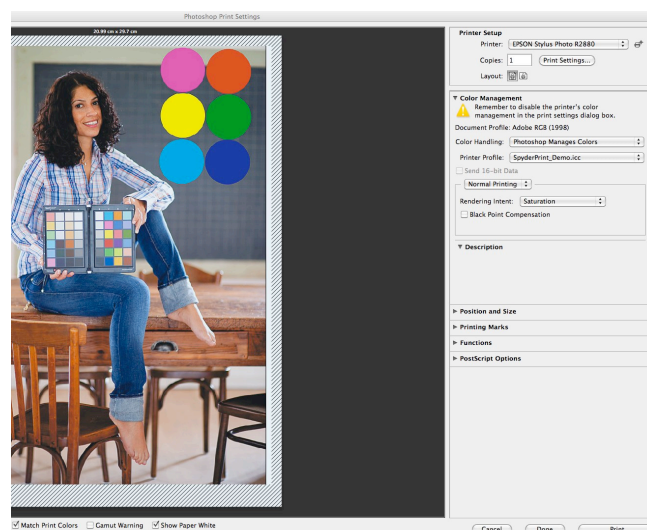 Photoshop Print Settings
20.99 cm x 29.7 cm
Printer Setup
Printer: EPSON Stylus Photo R2880
Copies: 1 Print Settings...
Layout:
Color Management
Remember to disable the printer's color
management in the print settings dialog box.
Document Profile: Adobe RGB (1998)
Color Handling: Photoshop Manages Colors
Printer Profile: SpyderPrint_Demo.icc
Send 16-bit Data
Normal Printing
Rendering Intent: Saturation
Black Point Compensation
Description
Position and Size
Printing Marks
Functions
PostScript Options
Match Print Colors Gamut Warning Show Paper White
Cancel Done Print